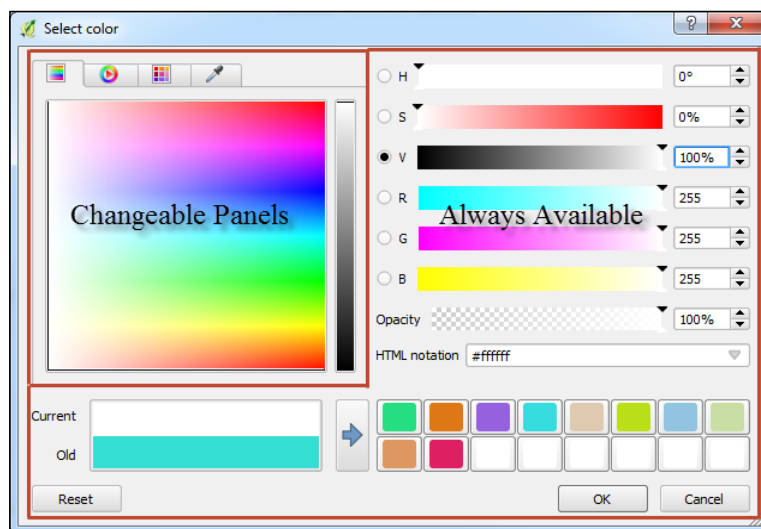 Select color
?
H 0°
S 0%
V 100%
R 255
G 255
B 255
Changeable Panels
Always Available
Opacity 100%
HTML notation #ffffff
Current
Old
Reset
OK
Cancel